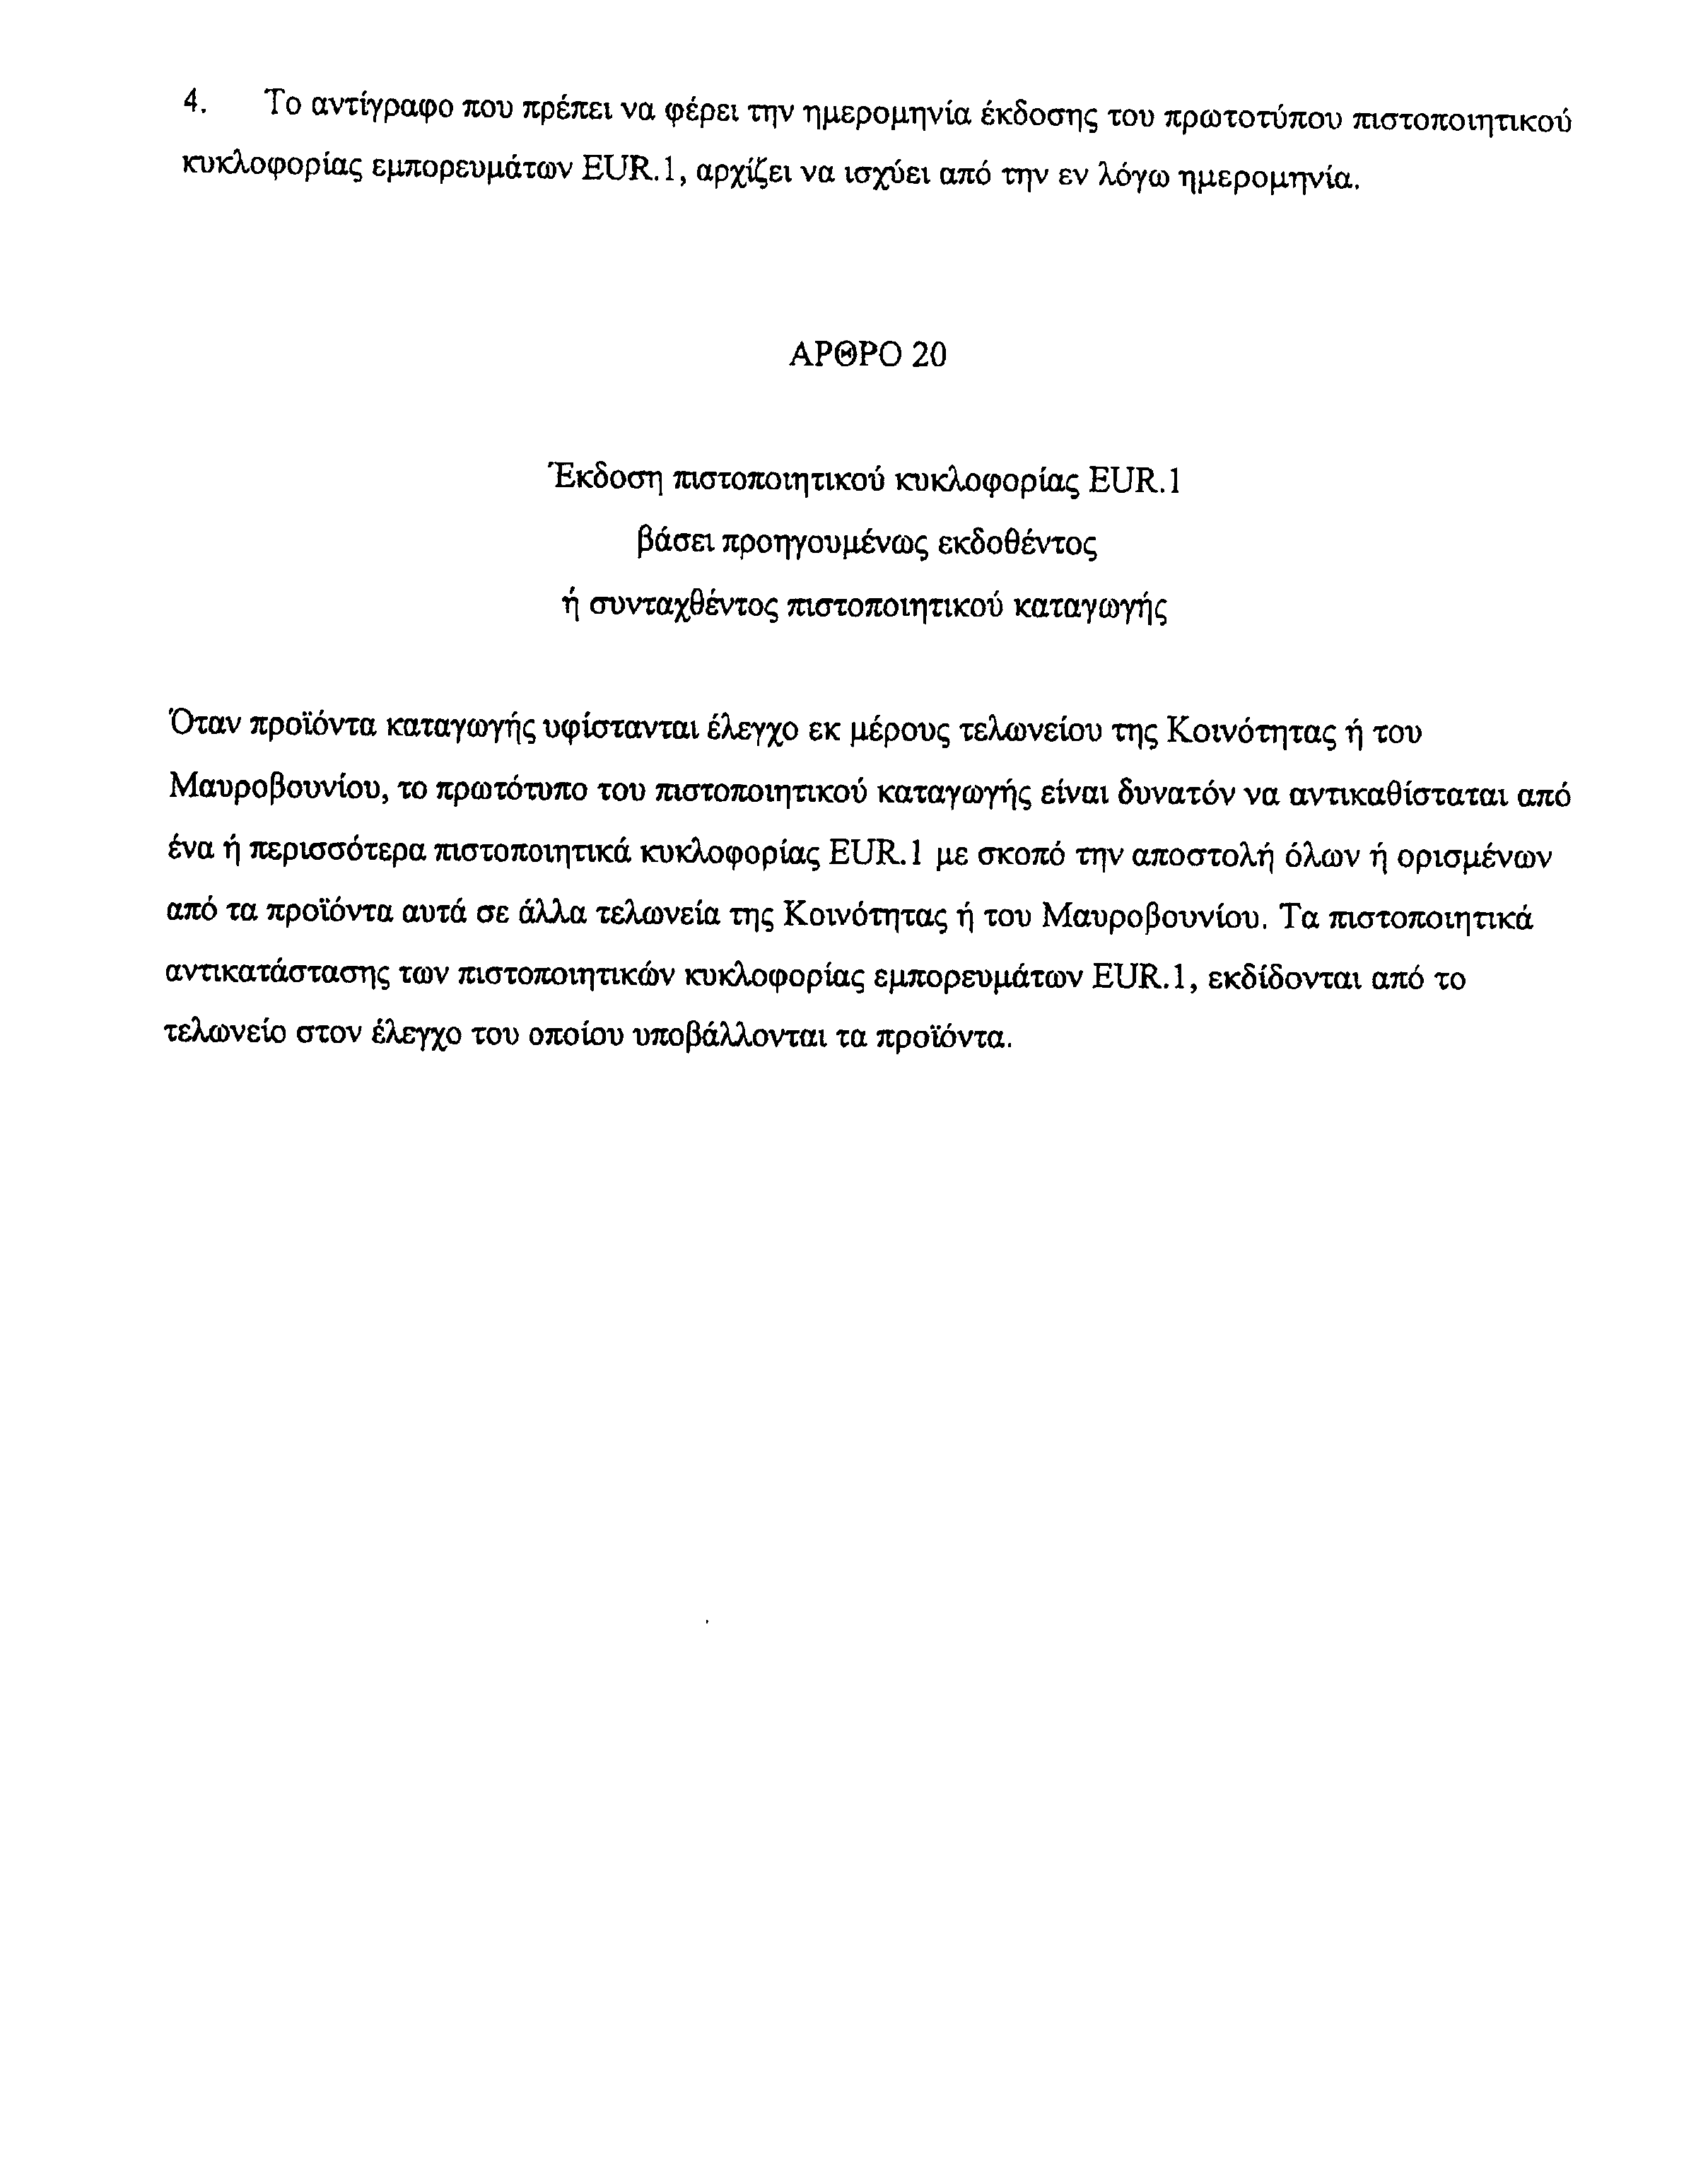 4. Το αντίγραφο που πρέπει να φέρει την ημερομηνία έκδοσης του πρωτοτύπου πιστοποιητικού
κυκλοφορίας εμπορευμάτων EUR.1, αρχίζει να ισχύει από την εν λόγω ημερομηνία.
ΑΡΘΡΟ 20
Έκδοση πιστοποιητικού κυκλοφορίας EUR.1
βάσει προηγουμένως εκδοθέντος
ή συνταχθέντος πιστοποιητικού καταγωγής
Όταν προϊόντα καταγωγής υφίστανται έλεγχο εκ μέρους τελωνείου της Κοινότητας ή του
Μαυροβουνίου, το πρωτότυπο του πιστοποιητικού καταγωγής είναι δυνατόν να αντικαθίσταται από
ένα ή περισσότερα πιστοποιητικά κυκλοφορίας EUR.1 με σκοπό την αποστολή όλων ή ορισμένων
από τα προϊόντα αυτά σε άλλα τελωνεία της Κοινότητας ή του Μαυροβουνίου. Τα πιστοποιητικά
αντικατάστασης των πιστοποιητικών κυκλοφορίας εμπορευμάτων EUR.1, εκδίδονται από το
τελωνείο στον έλεγχο του οποίου υποβάλλονται τα προϊόντα.